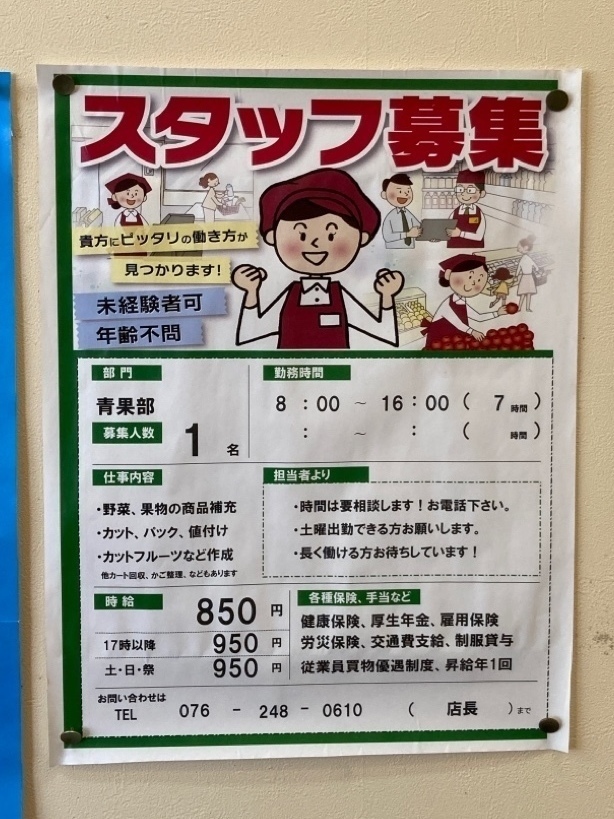 スタッフ募集
貴方にピッタリの働き方が
見つかります！
未経験者可
年齢不問
部門
青果部
募集人数
1 名
勤務時間
8 : 00 ～ 16 : 00 ( 7 時間 )
: ～ : ( 時間 )
仕事内容
・野菜、果物の商品補充
・カット、パック、値付け
・カットフルーツなど作成
他カート回収、かご整理、などもあります
担当者より
・時間は要相談します！お電話下さい。
・土曜出勤できる方お願いします。
・長く働ける方お待ちしています！
時給
850 円
17時以降 950 円
土・日・祭 950 円
各種保険、手当など
健康保険、厚生年金、雇用保険
労災保険、交通費支給、制服貸与
従業員買物優遇制度、昇給年1回
お問い合わせは
TEL 076 － 248 － 0610 ( 店長 ) まで